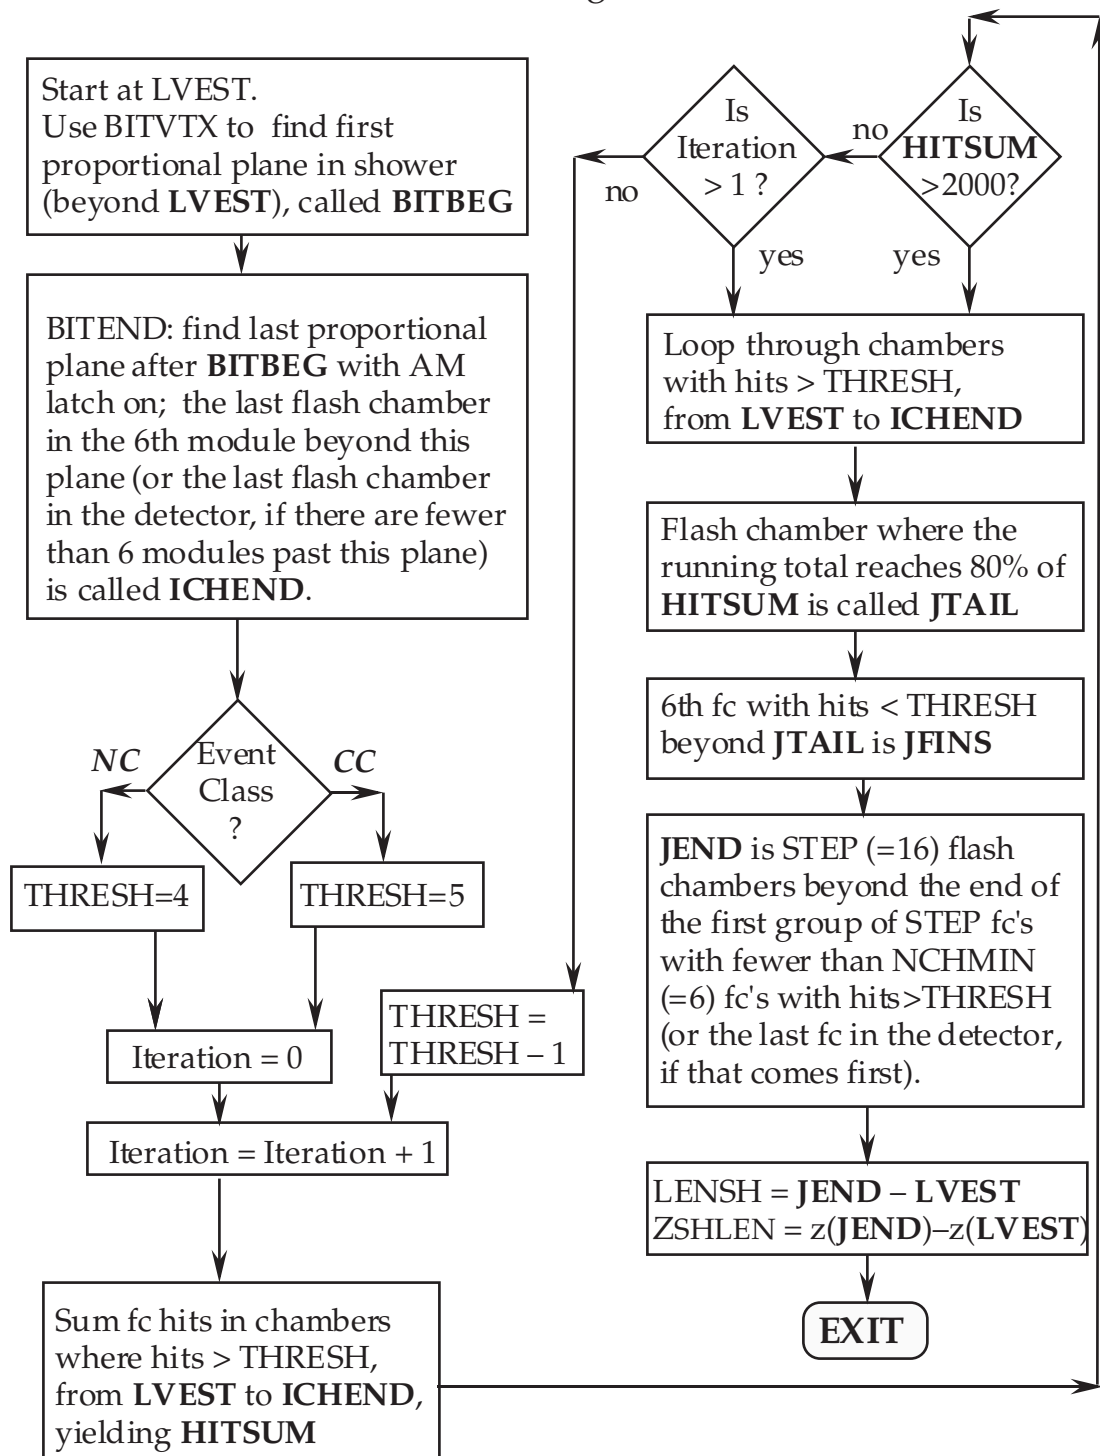 Start at LVEST.
Use BITVTX to find first
proportional plane in shower
(beyond LVEST), called BITBEG
BITEND: find last proportional
plane after BITBEG with AM
latch on; the last flash chamber
in the 6th module beyond this
plane (or the last flash chamber
in the detector, if there are fewer
than 6 modules past this plane)
is called ICHEND.
NC
Event
Class
?
CC
THRESH=4
THRESH=5
Iteration = 0
THRESH =
THRESH – 1
Iteration = Iteration + 1
Sum fc hits in chambers
where hits > THRESH,
from LVEST to ICHEND,
yielding HITSUM
Is
HITSUM
>2000?
no
yes
Is
Iteration
> 1 ?
no
yes
Loop through chambers
with hits > THRESH,
from LVEST to ICHEND
Flash chamber where the
running total reaches 80% of
HITSUM is called JTAIL
6th fc with hits < THRESH
beyond JTAIL is JFINS
JEND is STEP (=16) flash
chambers beyond the end of
the first group of STEP fc's
with fewer than NCHMIN
(=6) fc's with hits>THRESH
(or the last fc in the detector,
if that comes first).
LENSH = JEND – LVEST
ZSHLEN = z(JEND)–z(LVEST)
EXIT